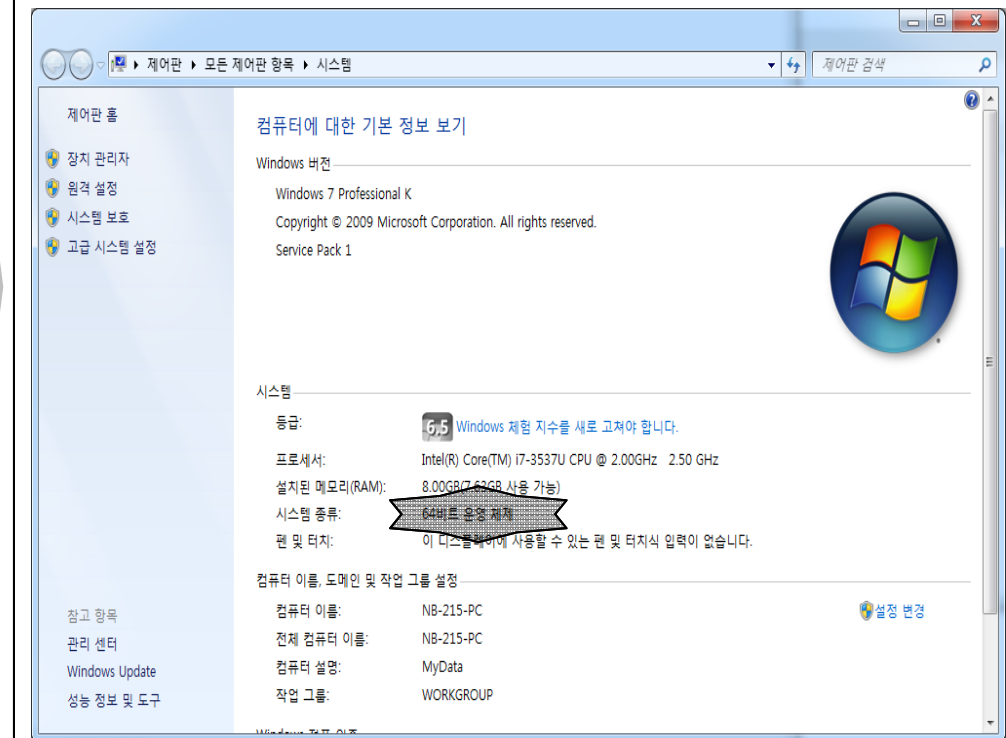 제어판 ▸ 모든 제어판 항목 ▸ 시스템
제어판 검색
제어판 홈
장치 관리자
원격 설정
시스템 보호
고급 시스템 설정
컴퓨터에 대한 기본 정보 보기
Windows 버전
Windows 7 Professional K
Copyright © 2009 Microsoft Corporation. All rights reserved.
Service Pack 1
시스템
등급: 6,5 Windows 체험 지수를 새로 고쳐야 합니다.
프로세서: Intel(R) Core(TM) i7-3537U CPU @ 2.00GHz 2.50 GHz
설치된 메모리(RAM): 8.00GB(7.63GB 사용 가능)
시스템 종류: 64비트 운영 체제
펜 및 터치: 이 디스플레이에 사용할 수 있는 펜 및 터치식 입력이 없습니다.
컴퓨터 이름, 도메인 및 작업 그룹 설정
컴퓨터 이름: NB-215-PC
설정 변경
전체 컴퓨터 이름: NB-215-PC
컴퓨터 설명: MyData
작업 그룹: WORKGROUP
참고 항목
관리 센터
Windows Update
성능 정보 및 도구
Windows 정품 인증